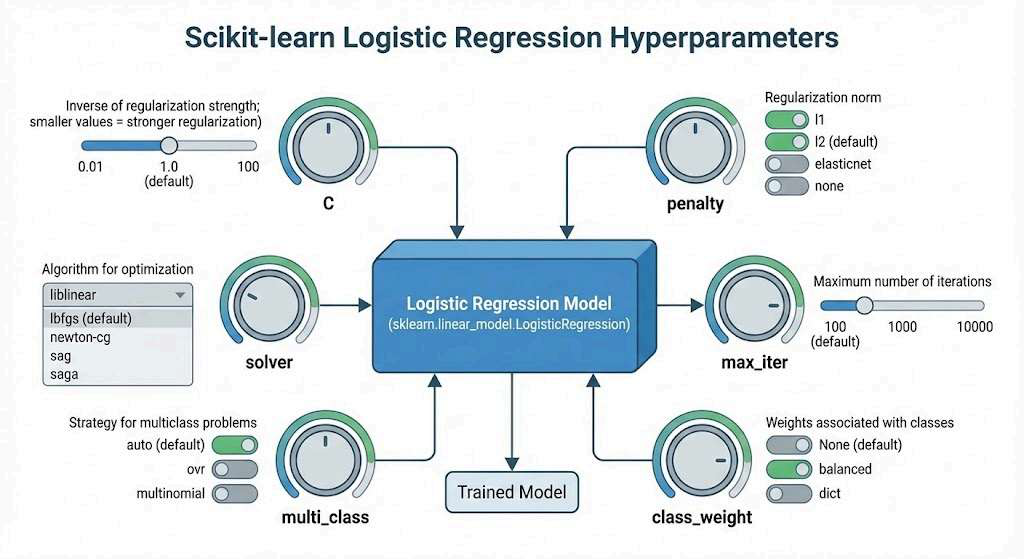 Scikit-learn Logistic Regression Hyperparameters
Inverse of regularization strength;
smaller values = stronger regularization)
0.01
1.0
100
(default)
C
penalty
Regularization norm
l1
l2 (default)
elasticnet
none
Algorithm for optimization
liblinear
lbfgs (default)
newton-cg
sag
saga
solver
Logistic Regression Model
(sklearn.linear_model.LogisticRegression)
max_iter
Maximum number of iterations
100
1000
10000
(default)
Strategy for multiclass problems
auto (default)
ovr
multinomial
multi_class
Trained Model
class_weight
Weights associated with classes
None (default)
balanced
dict